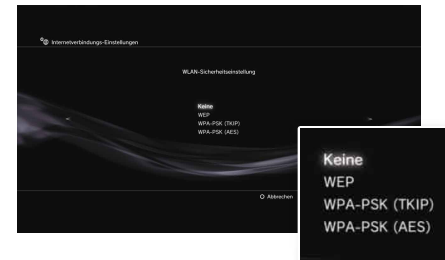 Internetverbindungs-Einstellungen
WLAN-Sicherheitseinstellung
Keine
WEP
WPA-PSK (TKIP)
WPA-PSK (AES)
Abbrechen
Keine
WEP
WPA-PSK (TKIP)
WPA-PSK (AES)